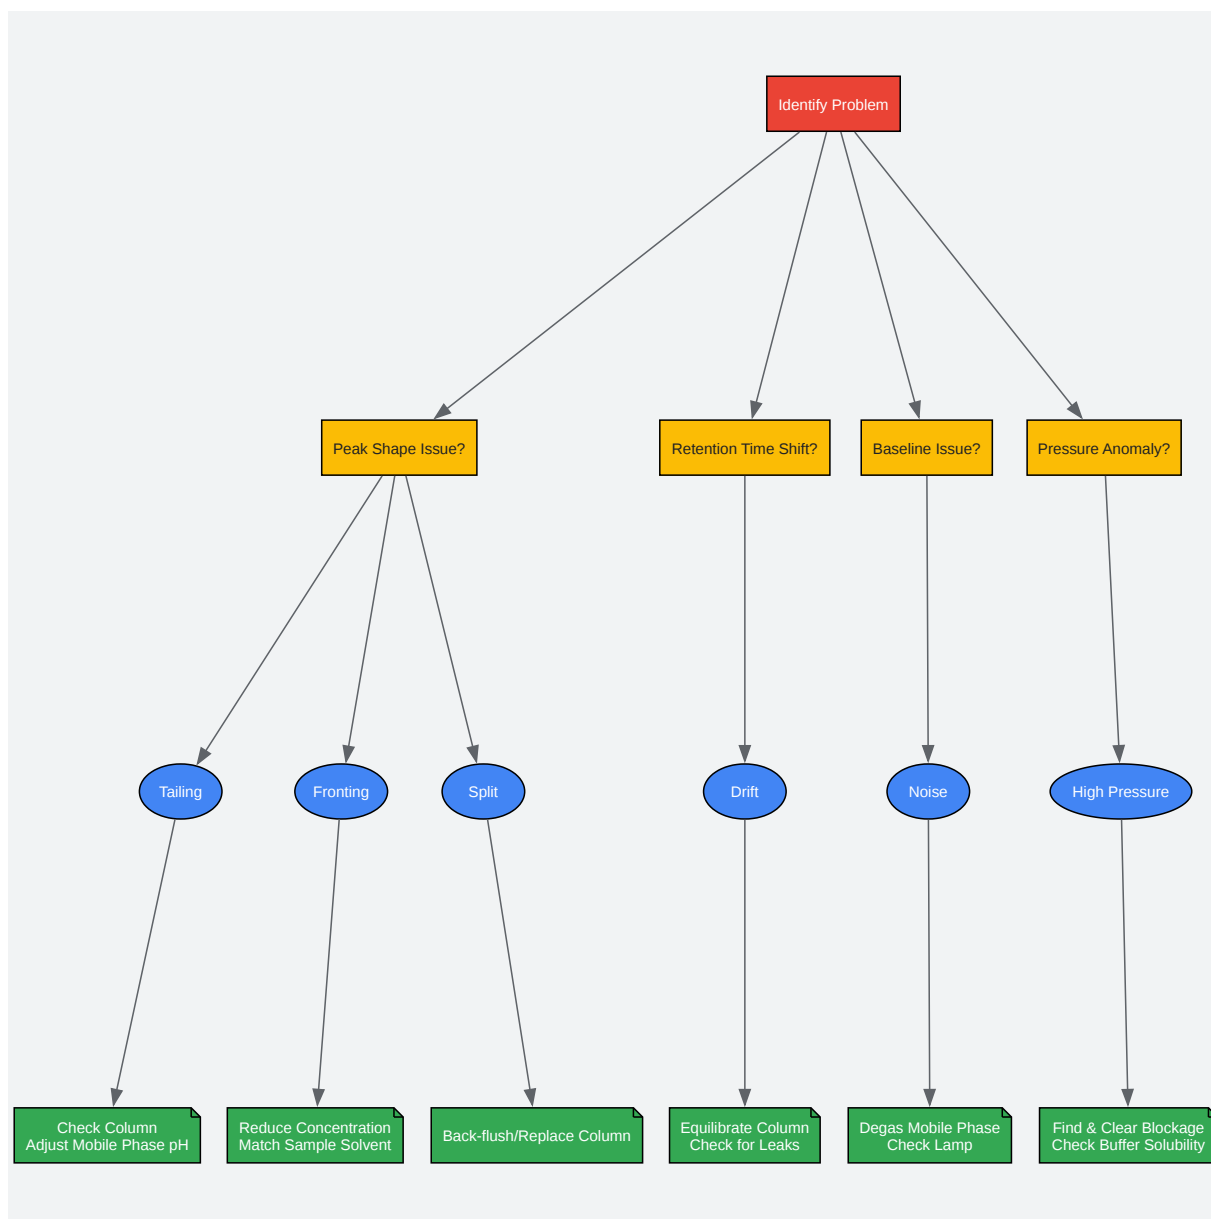 Identify Problem
Peak Shape Issue?
Retention Time Shift?
Baseline Issue?
Pressure Anomaly?
Tailing
Fronting
Split
Drift
Noise
High Pressure
Check Column
Adjust Mobile Phase pH
Reduce Concentration
Match Sample Solvent
Back-flush/Replace Column
Equilibrate Column
Check for Leaks
Degas Mobile Phase
Check Lamp
Find & Clear Blockage
Check Buffer Solubility